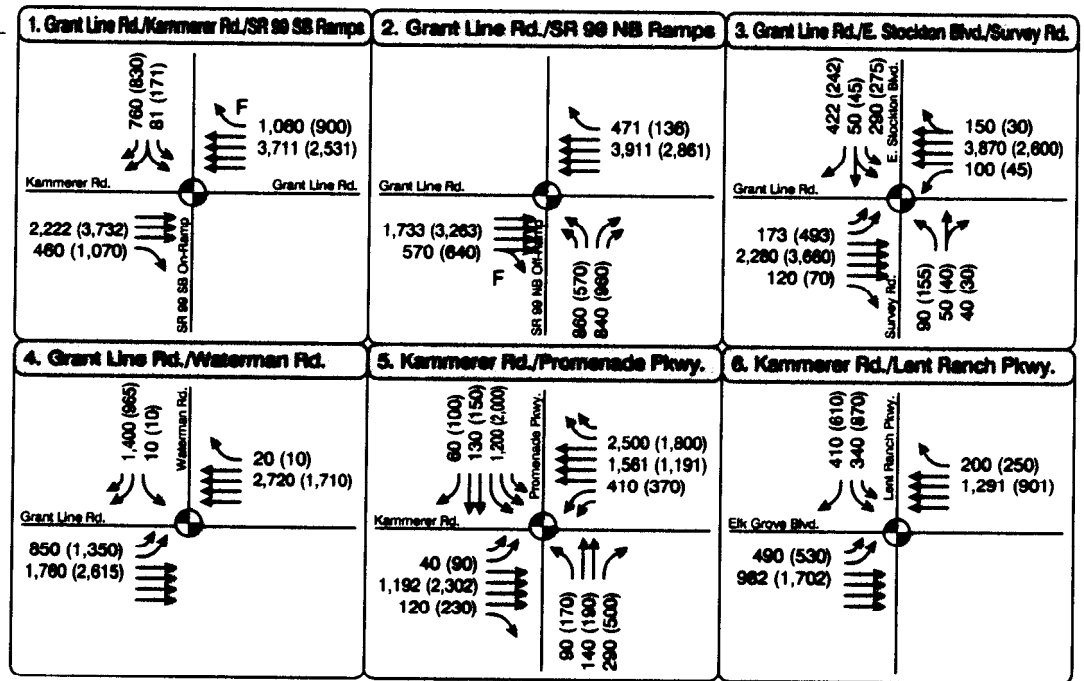 1. Grant Line Rd./Kammerer Rd./SR 99 SB Ramps
760 (830)
81 (171)
F
1,060 (900)
3,711 (2,531)
Kammerer Rd.
Grant Line Rd.
2,222 (3,732)
460 (1,070)
SR 99 SB On-Ramp
2. Grant Line Rd./SR 99 NB Ramps
471 (136)
3,911 (2,861)
Grant Line Rd.
1,733 (3,263)
570 (640)
F
SR 99 NB Off-Ramp
860 (570)
840 (960)
3. Grant Line Rd./E. Stockton Blvd./Survey Rd.
422 (242)
50 (45)
290 (275)
E. Stockton Blvd.
150 (30)
3,870 (2,600)
100 (45)
Grant Line Rd.
173 (493)
2,280 (3,660)
120 (70)
Survey Rd.
90 (155)
50 (40)
40 (30)
4. Grant Line Rd./Waterman Rd.
1,400 (965)
10 (10)
Waterman Rd.
20 (10)
2,720 (1,710)
Grant Line Rd.
850 (1,350)
1,760 (2,615)
5. Kammerer Rd./Promenade Pkwy.
60 (100)
130 (150)
1,200 (2,000)
Promenade Pkwy.
2,500 (1,800)
1,561 (1,191)
410 (370)
Kammerer Rd.
40 (90)
1,192 (2,302)
120 (230)
90 (170)
140 (190)
290 (500)
6. Kammerer Rd./Lent Ranch Pkwy.
410 (610)
340 (870)
Lent Ranch Pkwy.
200 (250)
1,291 (901)
Elk Grove Blvd.
490 (530)
962 (1,702)